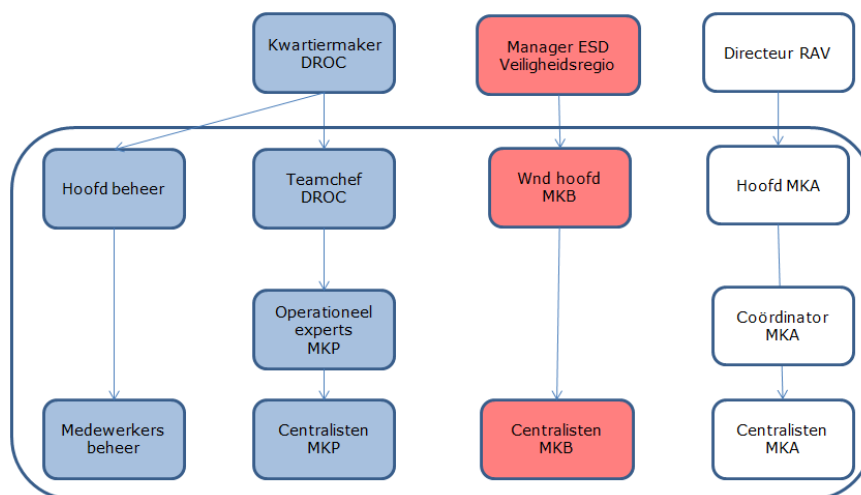 Kwartiermaker
DROC
Manager ESD
Veiligheidsregio
Directeur RAV
Hoofd beheer
Teamchef
DROC
Wnd hoofd
MKB
Hoofd MKA
Operationeel
experts
MKP
Coördinator
MKA
Medewerkers
beheer
Centralisten
MKP
Centralisten
MKB
Centralisten
MKA